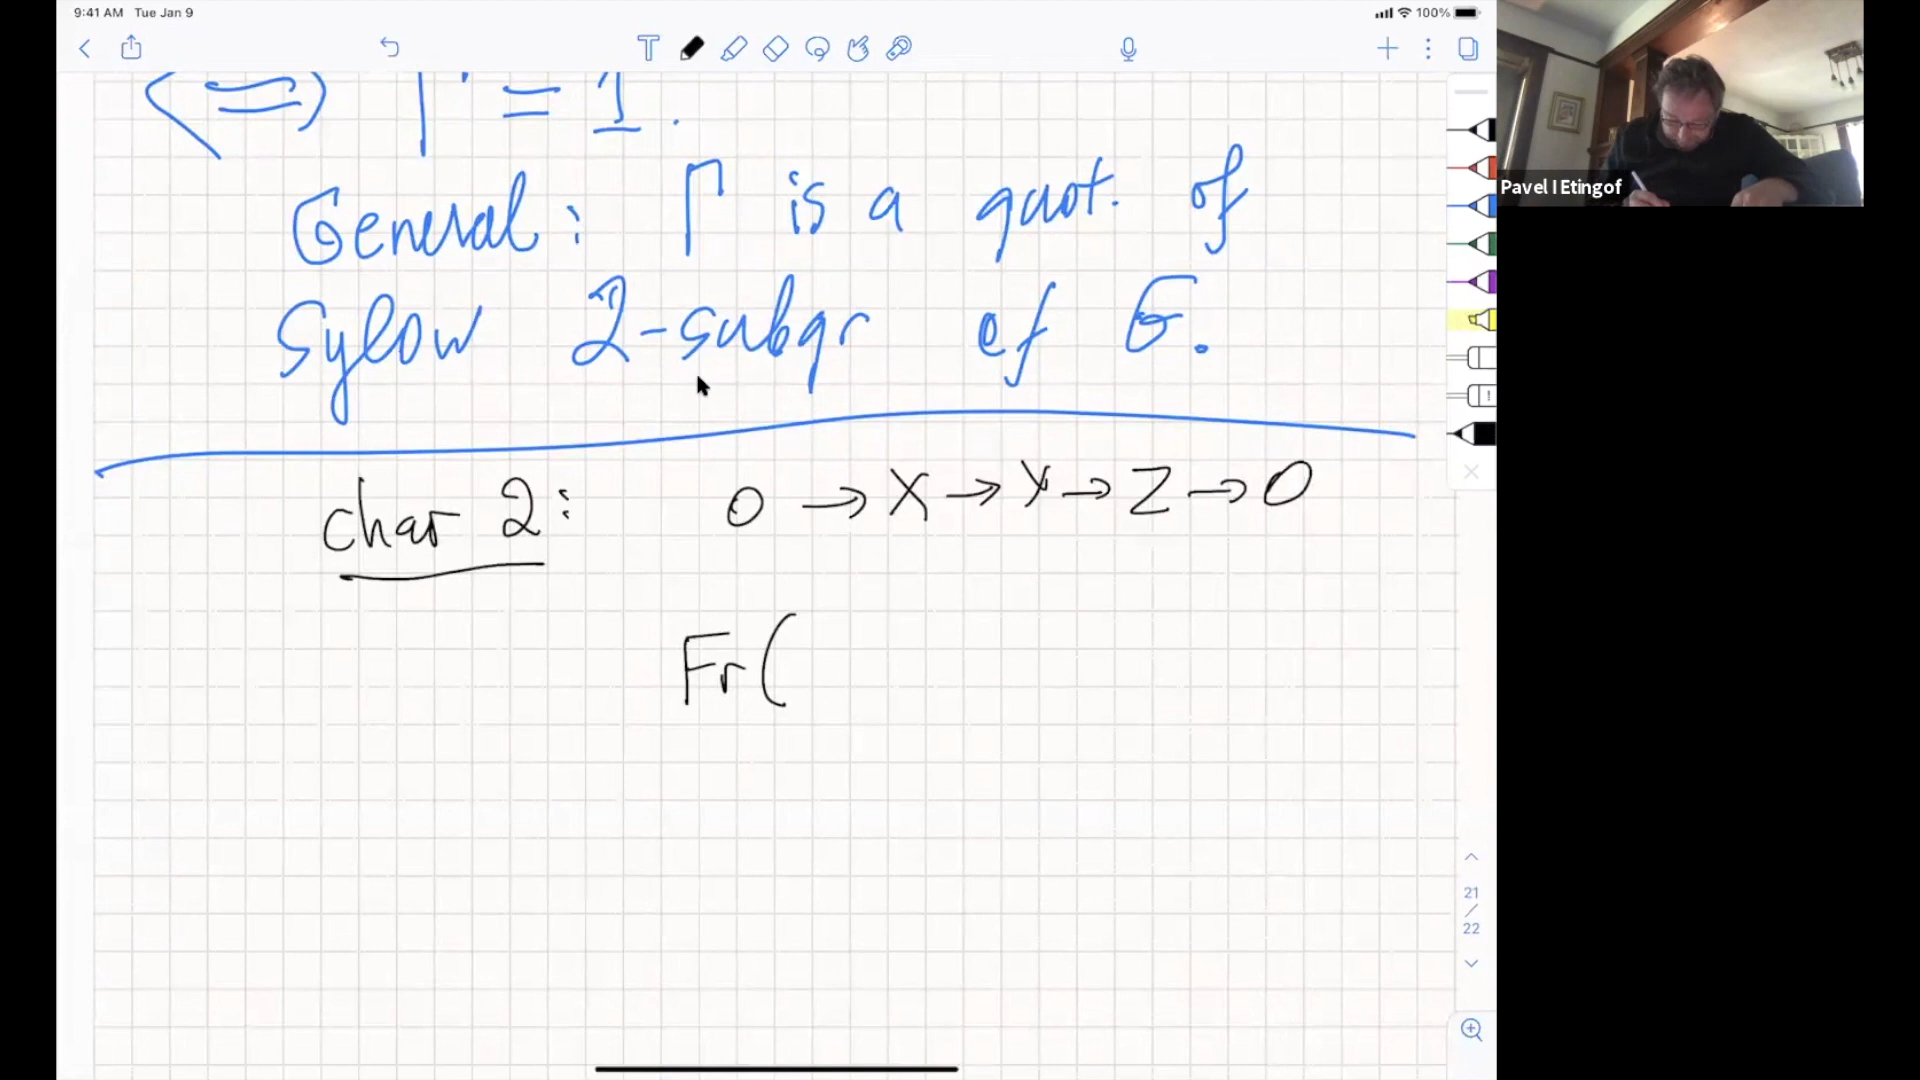 9:41 AM Tue Jan 9
100%
T
⟺ Γ = 1.
Pavel I Etingof
General: Γ is a quot. of
Sylow 2-subgr of G.
char 2: 0 → X → Y → Z → 0
Fr(
21
/
22